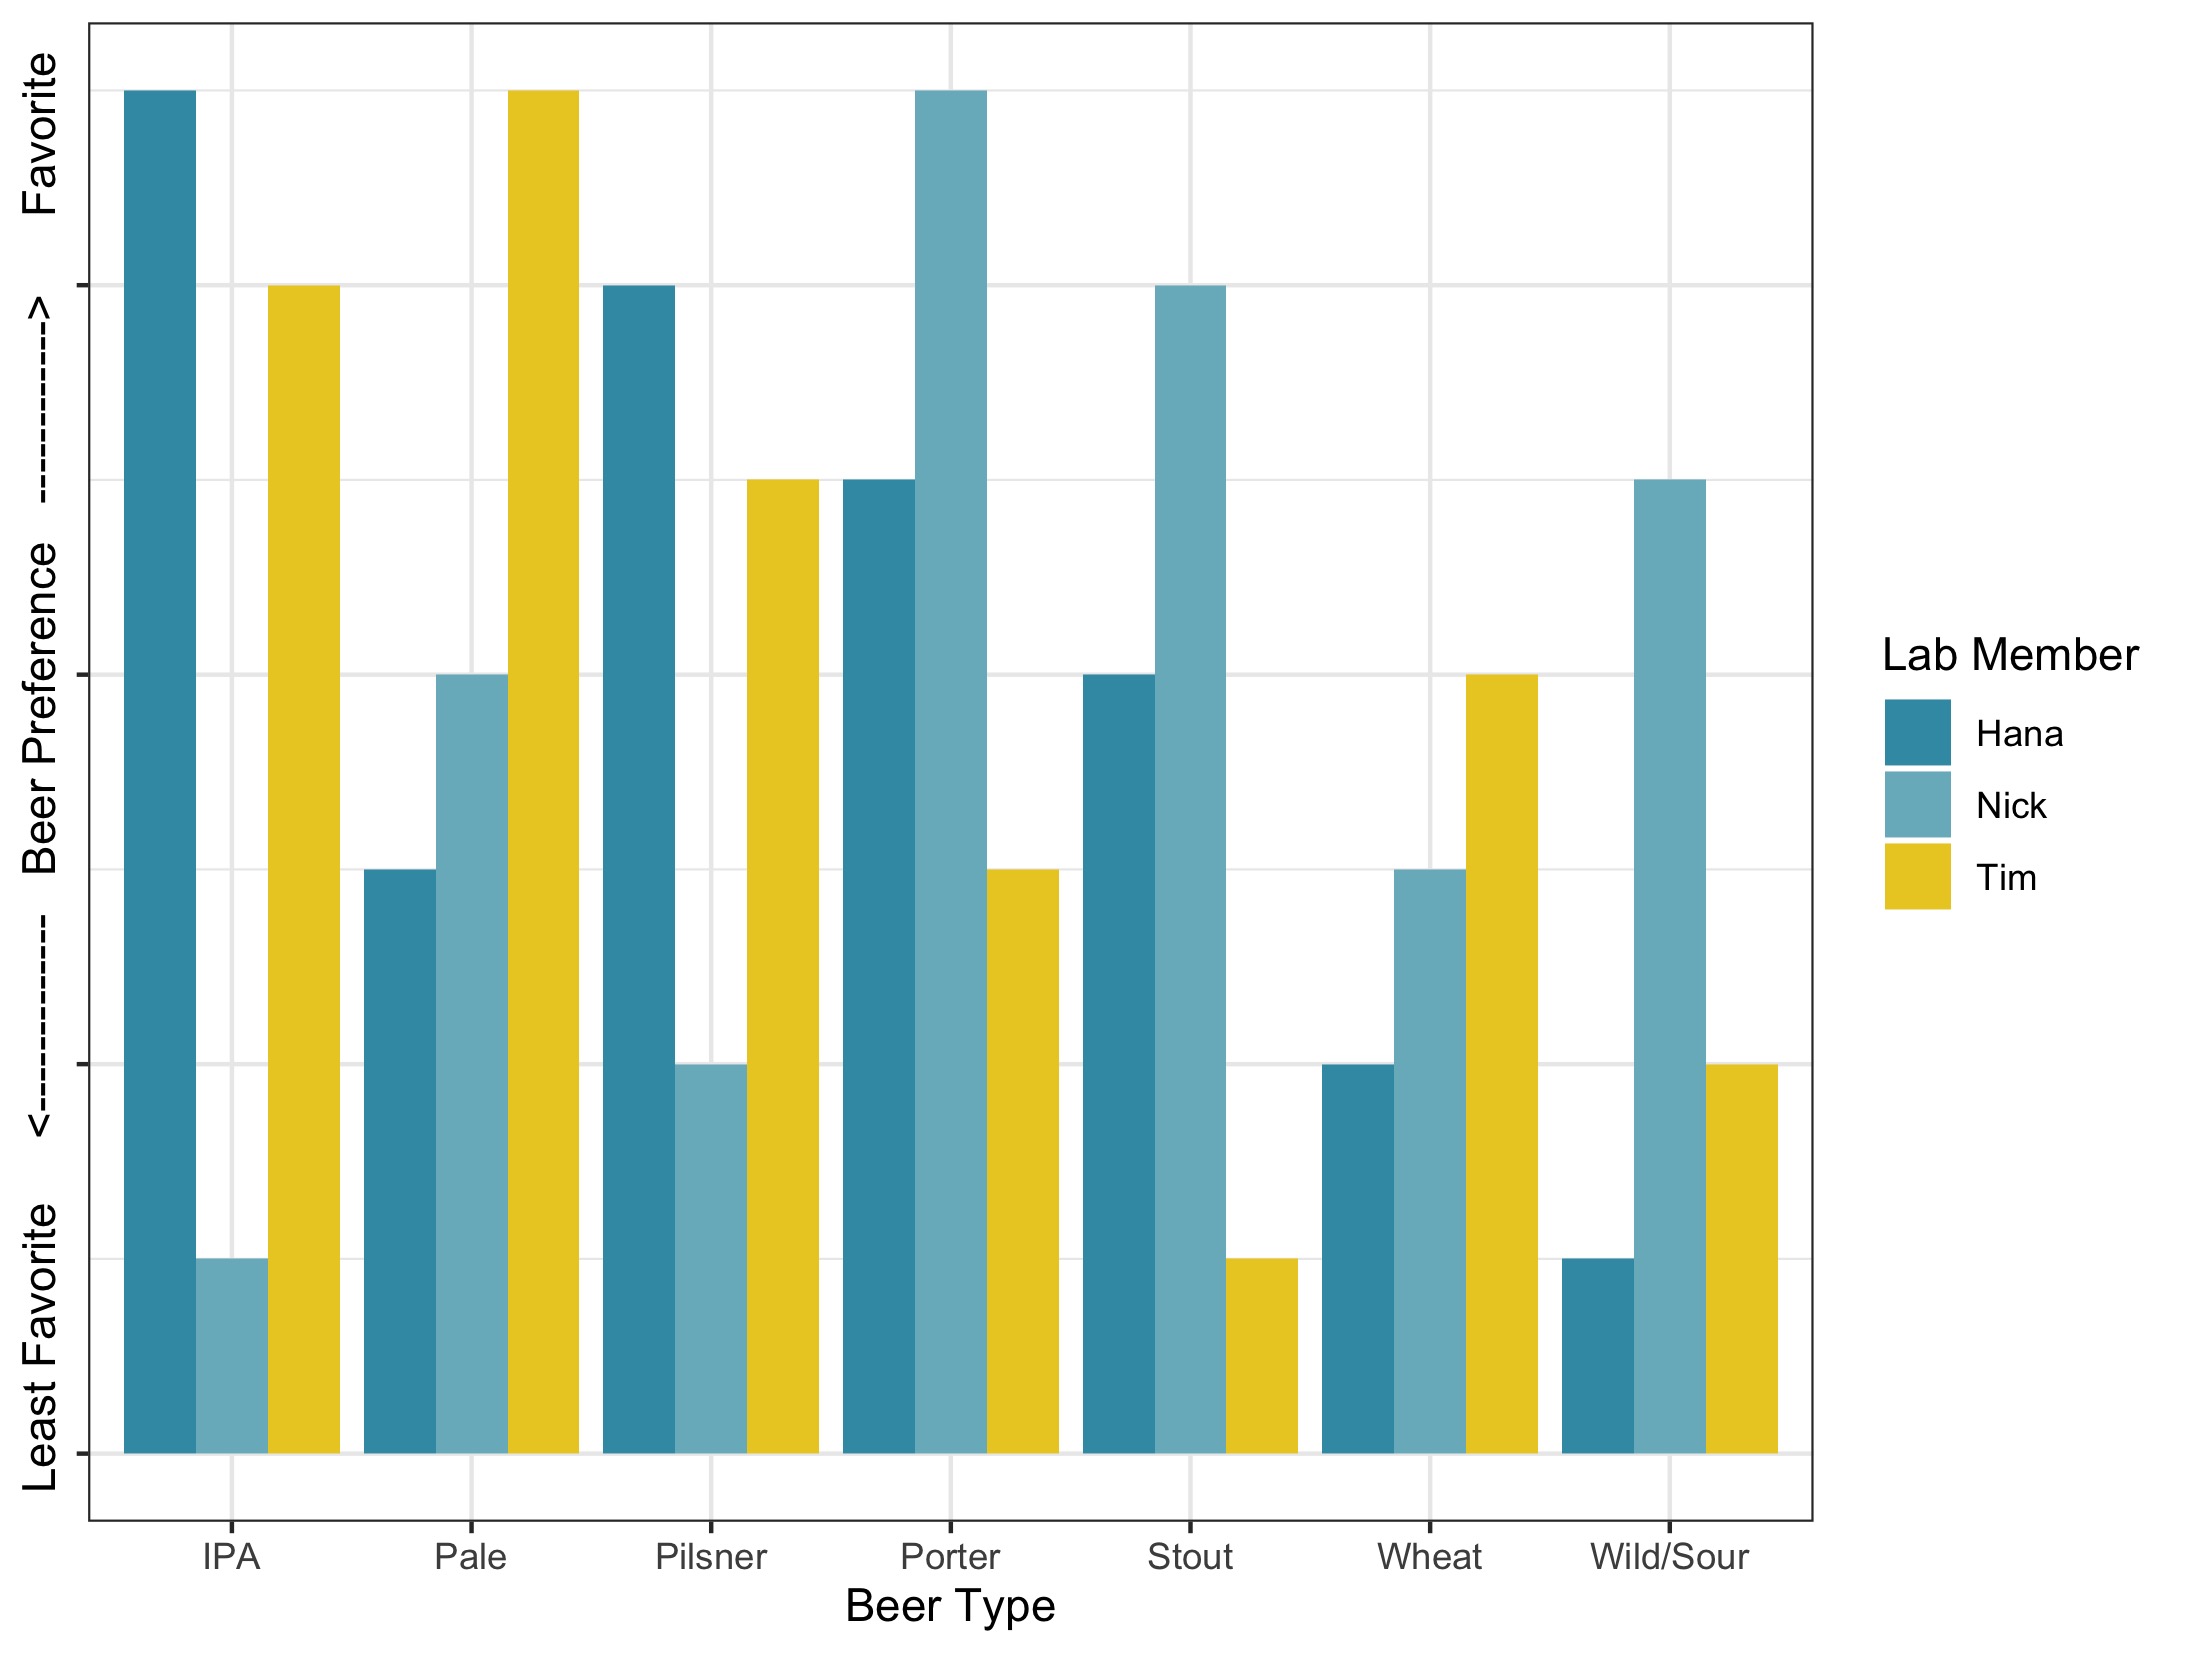 Least Favorite <-------------- Beer Preference --------------> Favorite
IPA Pale Pilsner Porter Stout Wheat Wild/Sour
Beer Type
Lab Member
Hana
Nick
Tim